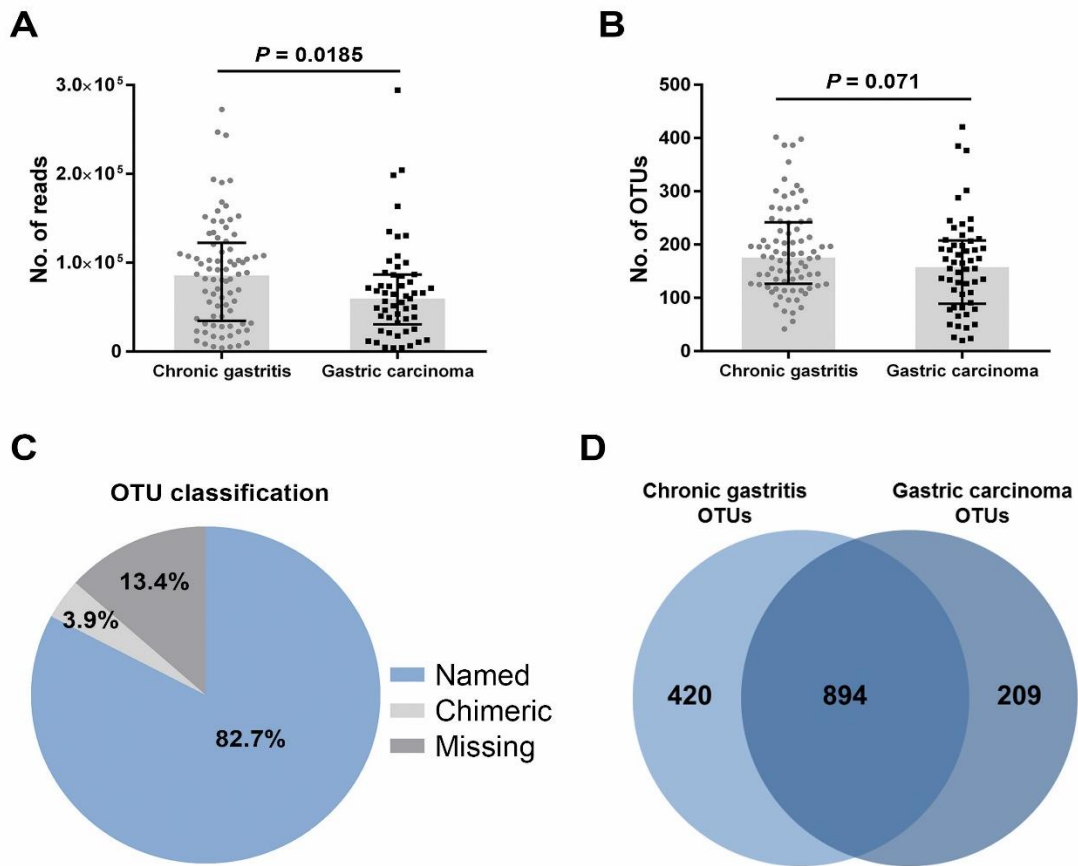 A
P = 0.0185
No. of reads
3.0×10⁵
2.0×10⁵
1.0×10⁵
0
Chronic gastritis
Gastric carcinoma
B
P = 0.071
No. of OTUs
500
400
300
200
100
0
Chronic gastritis
Gastric carcinoma
C
OTU classification
13.4%
3.9%
82.7%
Named
Chimeric
Missing
D
Chronic gastritis
OTUs
Gastric carcinoma
OTUs
420
894
209